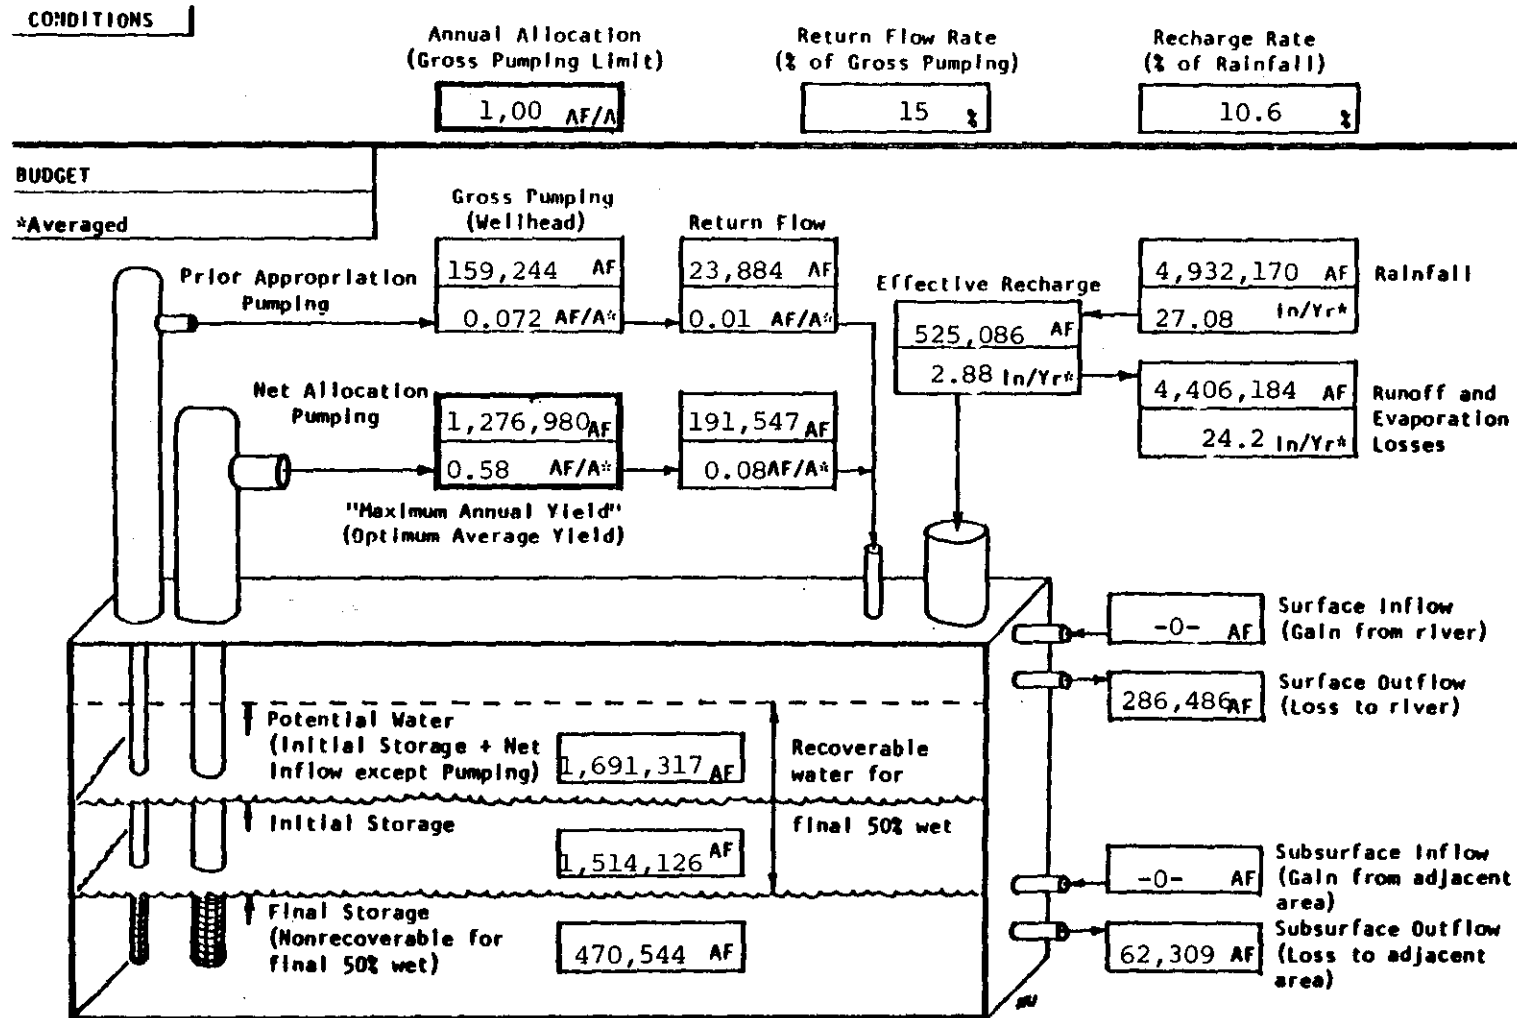 CONDITIONS
Annual Allocation
(Gross Pumping Limit)
1,00 AF/A
Return Flow Rate
(% of Gross Pumping)
15 %
Recharge Rate
(% of Rainfall)
10.6 %
BUDGET
*Averaged
Prior Appropriation
Pumping
Gross Pumping
(Wellhead)
159,244 AF
0.072 AF/A*
Return Flow
23,884 AF
0.01 AF/A*
Effective Recharge
525,086 AF
2.88 In/Yr*
4,932,170 AF
27.08 In/Yr*
Rainfall
Net Allocation
Pumping
1,276,980 AF
0.58 AF/A*
191,547 AF
0.08 AF/A*
4,406,184 AF
24.2 In/Yr*
Runoff and
Evaporation
Losses
"Maximum Annual Yield"
(Optimum Average Yield)
-0- AF
Surface Inflow
(Gain from river)
286,486 AF
Surface Outflow
(Loss to river)
Potential Water
(Initial Storage + Net
Inflow except Pumping)
1,691,317 AF
Recoverable
water for
final 50% wet
Initial Storage
1,514,126 AF
-0- AF
Subsurface Inflow
(Gain from adjacent
area)
Final Storage
(Nonrecoverable for
final 50% wet)
470,544 AF
62,309 AF
Subsurface Outflow
(Loss to adjacent
area)